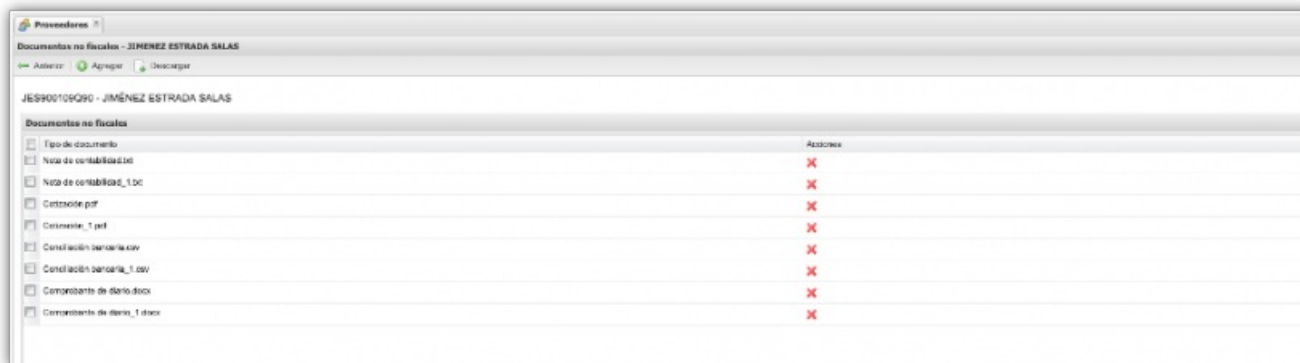 Proveedores
Documentos no fiscales - JIMENEZ ESTRADA SALAS
Anterior Agregar Descargar
JES900109Q90 - JIMÉNEZ ESTRADA SALAS
Documentos no fiscales
Tipo de documento Acciones
Nota de contabilidad.txt
Nota de contabilidad_1.txt
Cotización.pdf
Cotización_1.pdf
Conciliación bancaria.csv
Conciliación bancaria_1.csv
Comprobante de diario.docx
Comprobante de diario_1.docx